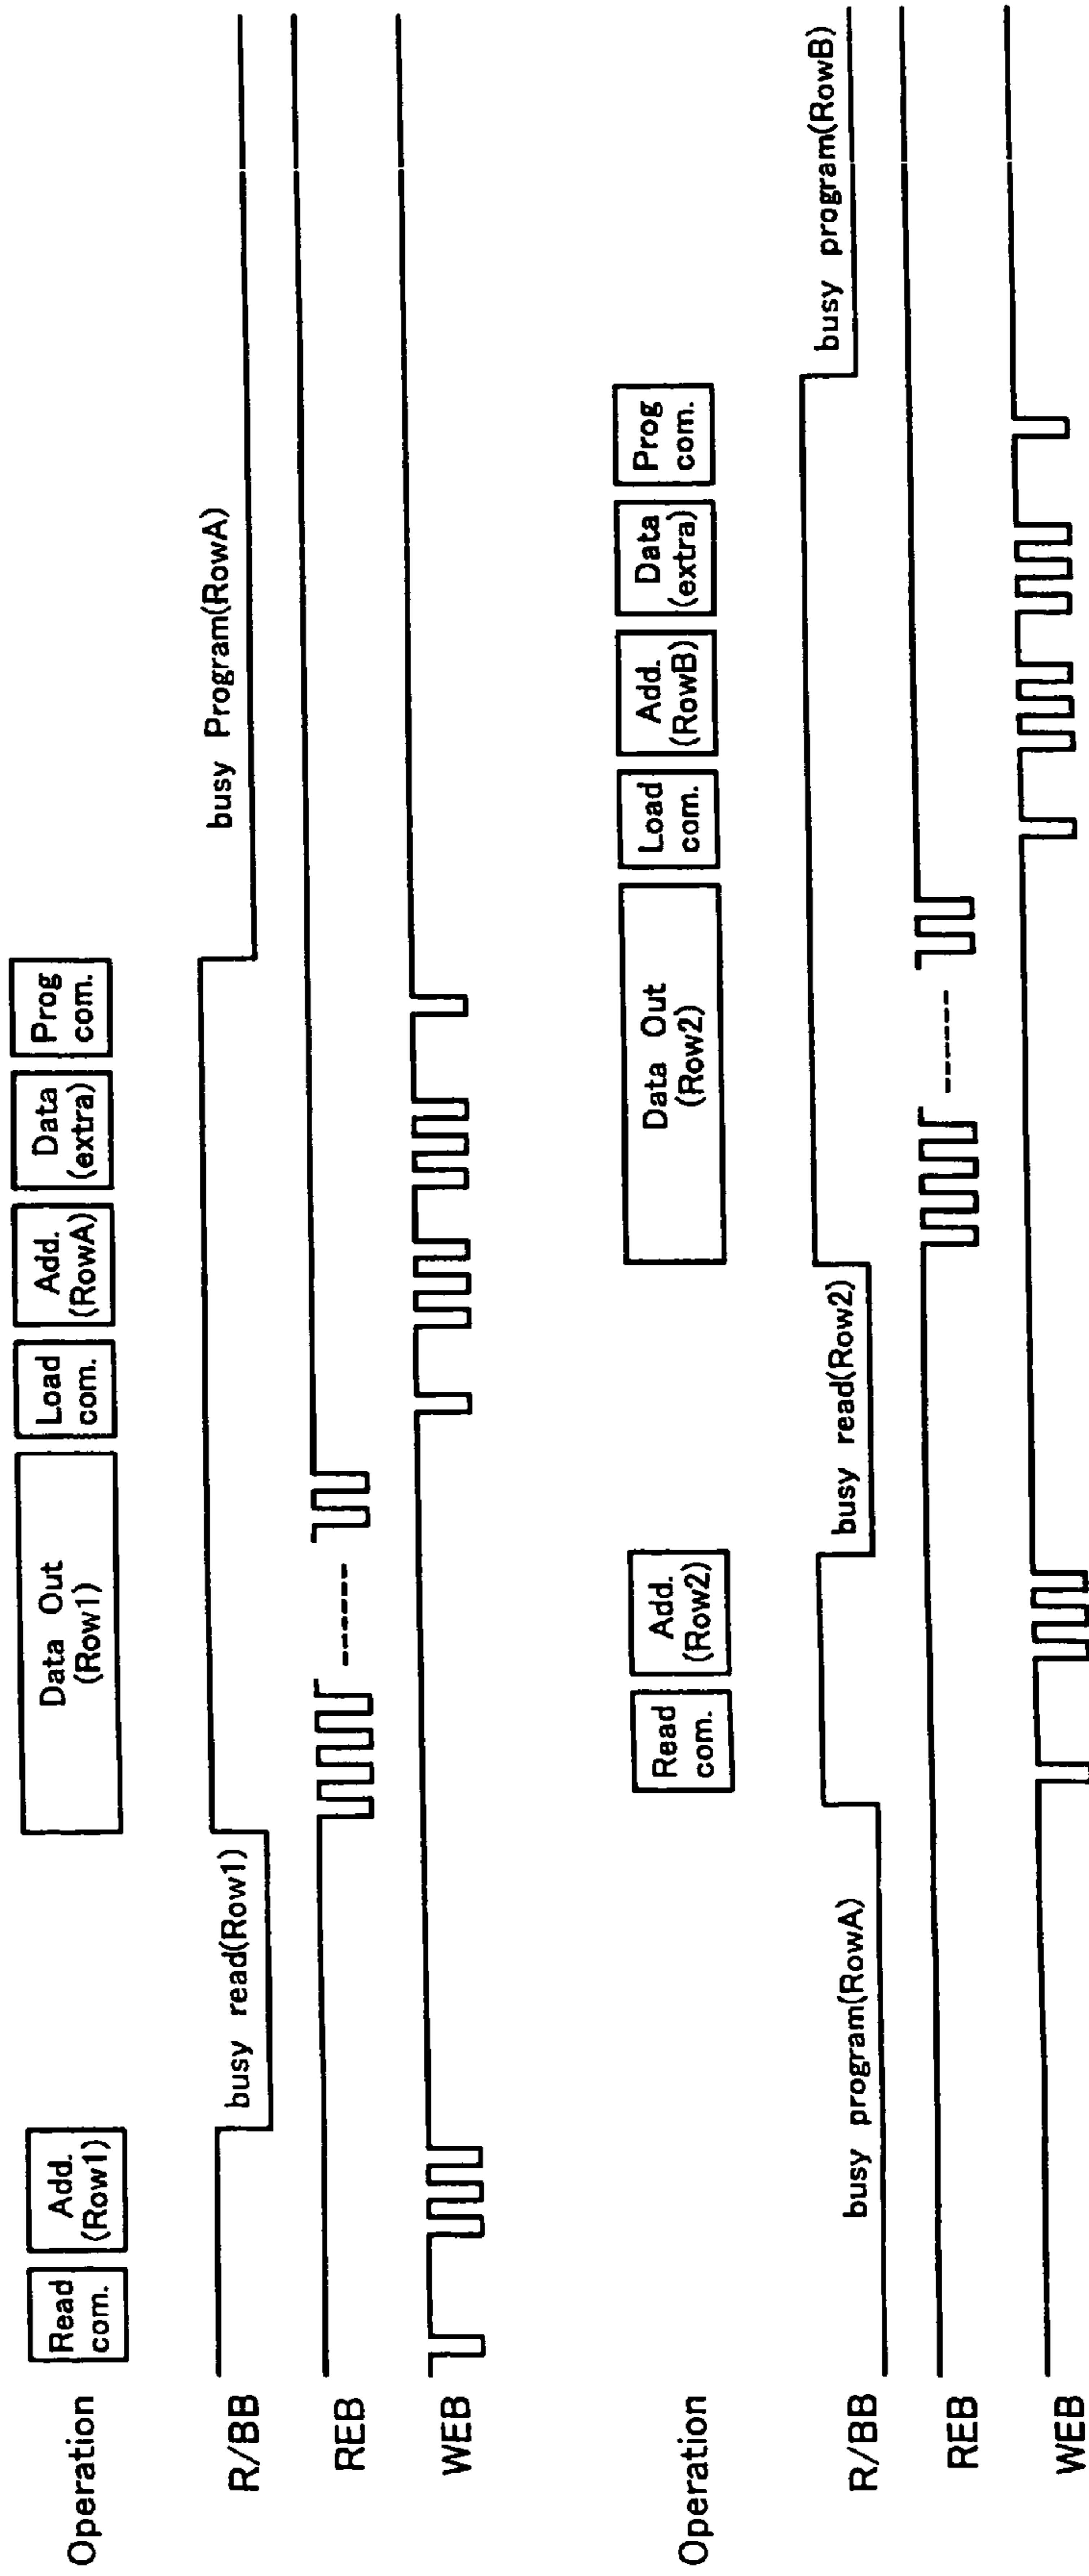 Operation
Read
com.
Add.
(Row1)
Data Out
(Row1)
Load
com.
Add.
(RowA)
Data
(extra)
Prog
com.
R/BB
busy read(Row1)
busy Program(RowA)
REB
WEB
Operation
Read
com.
Add.
(Row2)
Data Out
(Row2)
Load
com.
Add.
(RowB)
Data
(extra)
Prog
com.
R/BB
busy program(RowA)
busy read(Row2)
busy program(RowB)
REB
WEB